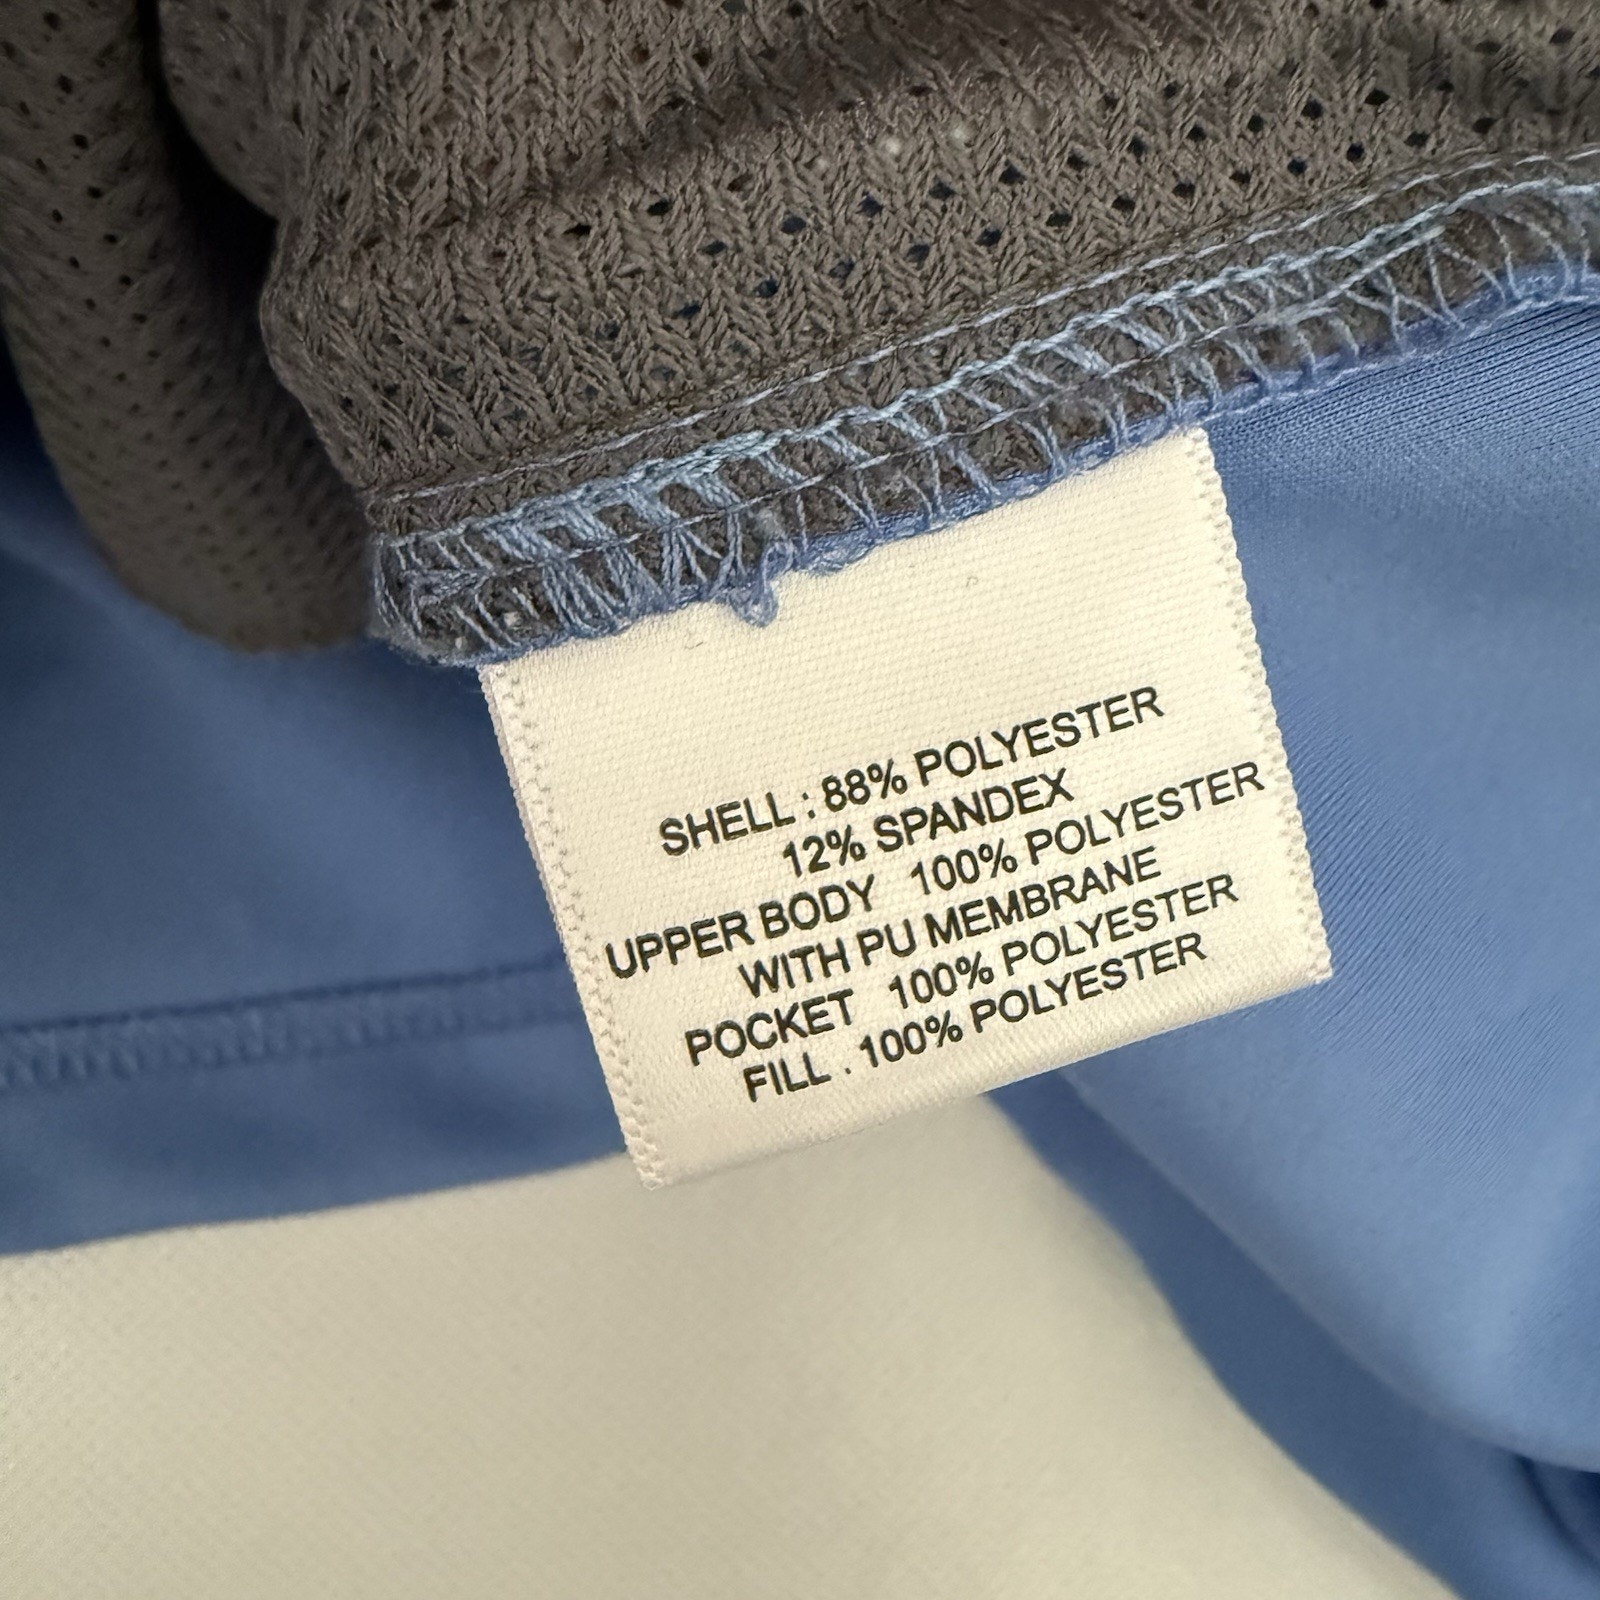 SHELL : 88% POLYESTER
12% SPANDEX
UPPER BODY 100% POLYESTER
WITH PU MEMBRANE
POCKET 100% POLYESTER
FILL . 100% POLYESTER